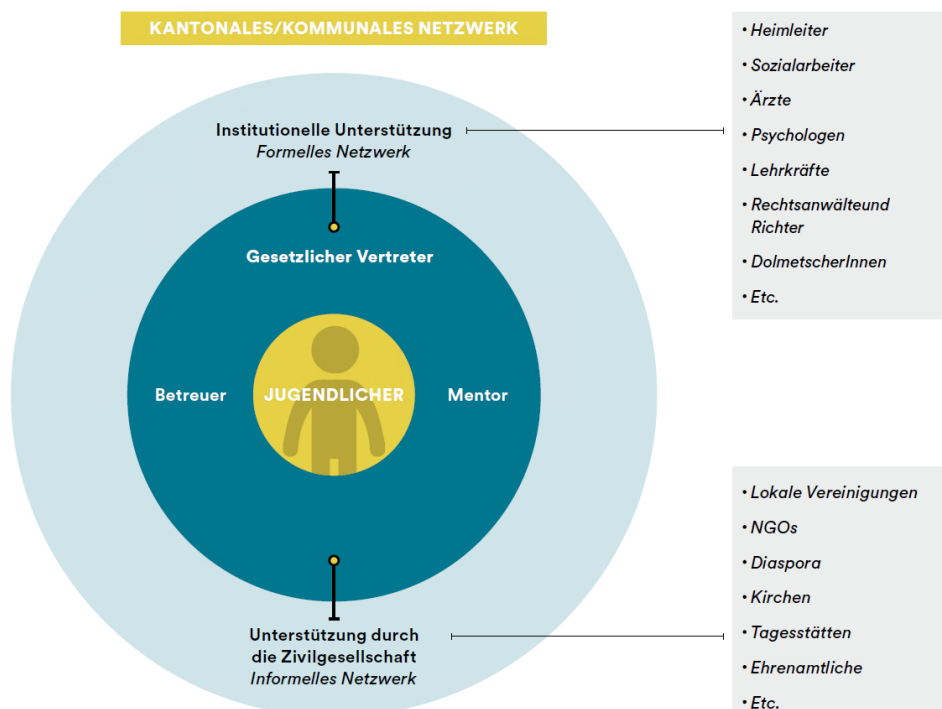 KANTONALES/KOMMUNALES NETZWERK
Institutionelle Unterstützung
Formelles Netzwerk
Gesetzlicher Vertreter
Betreuer
JUGENDLICHER
Mentor
Unterstützung durch
die Zivilgesellschaft
Informelles Netzwerk
• Heimleiter
• Sozialarbeiter
• Ärzte
• Psychologen
• Lehrkräfte
• Rechtsanwälteund
Richter
• DolmetscherInnen
• Etc.
• Lokale Vereinigungen
• NGOs
• Diaspora
• Kirchen
• Tagesstätten
• Ehrenamtliche
• Etc.